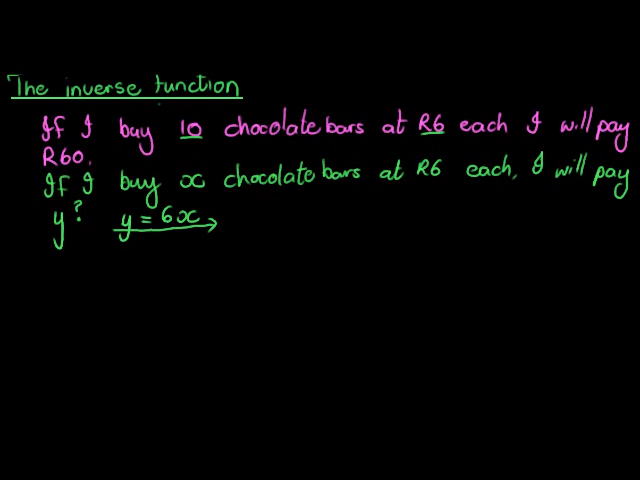 The inverse function
If I buy 10 chocolate bars at R6 each I will pay
R60.
If I buy x chocolate bars at R6 each, I will pay
y? y = 6x